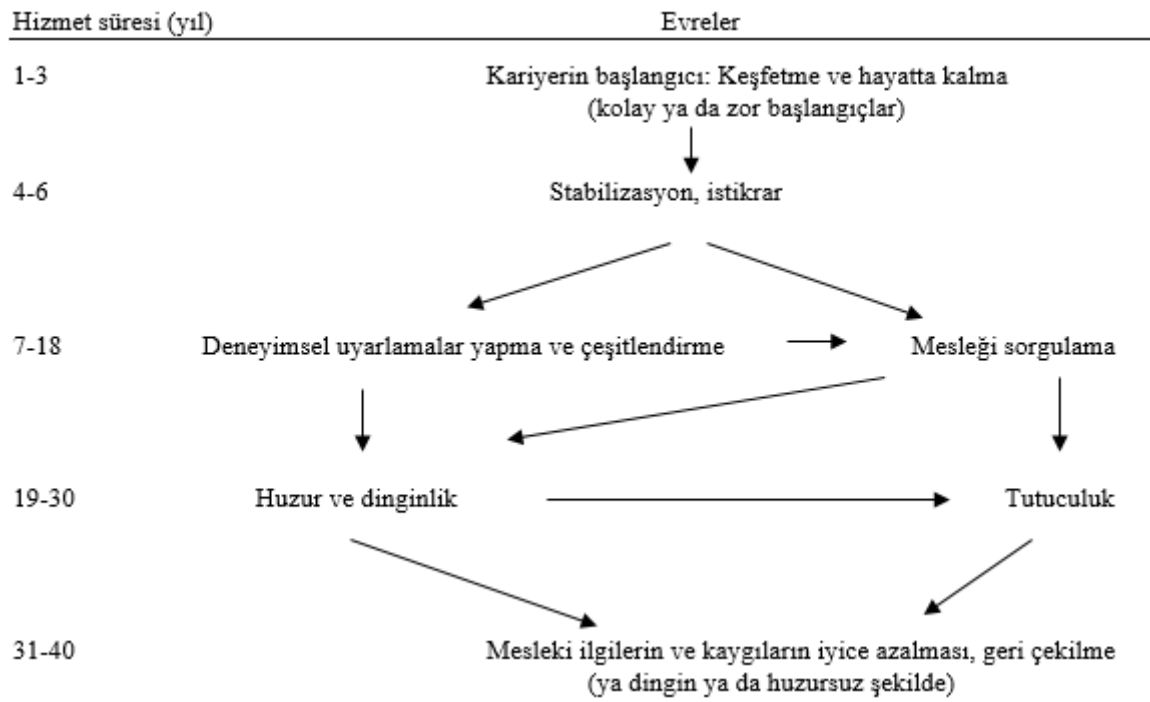 Hizmet süresi (yıl) Evreler
1-3 Kariyerin başlangıcı: Keşfetme ve hayatta kalma
(kolay ya da zor başlangıçlar)
4-6 Stabilizasyon, istikrar
7-18 Deneyimsel uyarlamalar yapma ve çeşitlendirme Mesleği sorgulama
19-30 Huzur ve dinginlik Tutuculuk
31-40 Mesleki ilgilerin ve kaygıların iyice azalması, geri çekilme
(ya dingin ya da huzursuz şekilde)